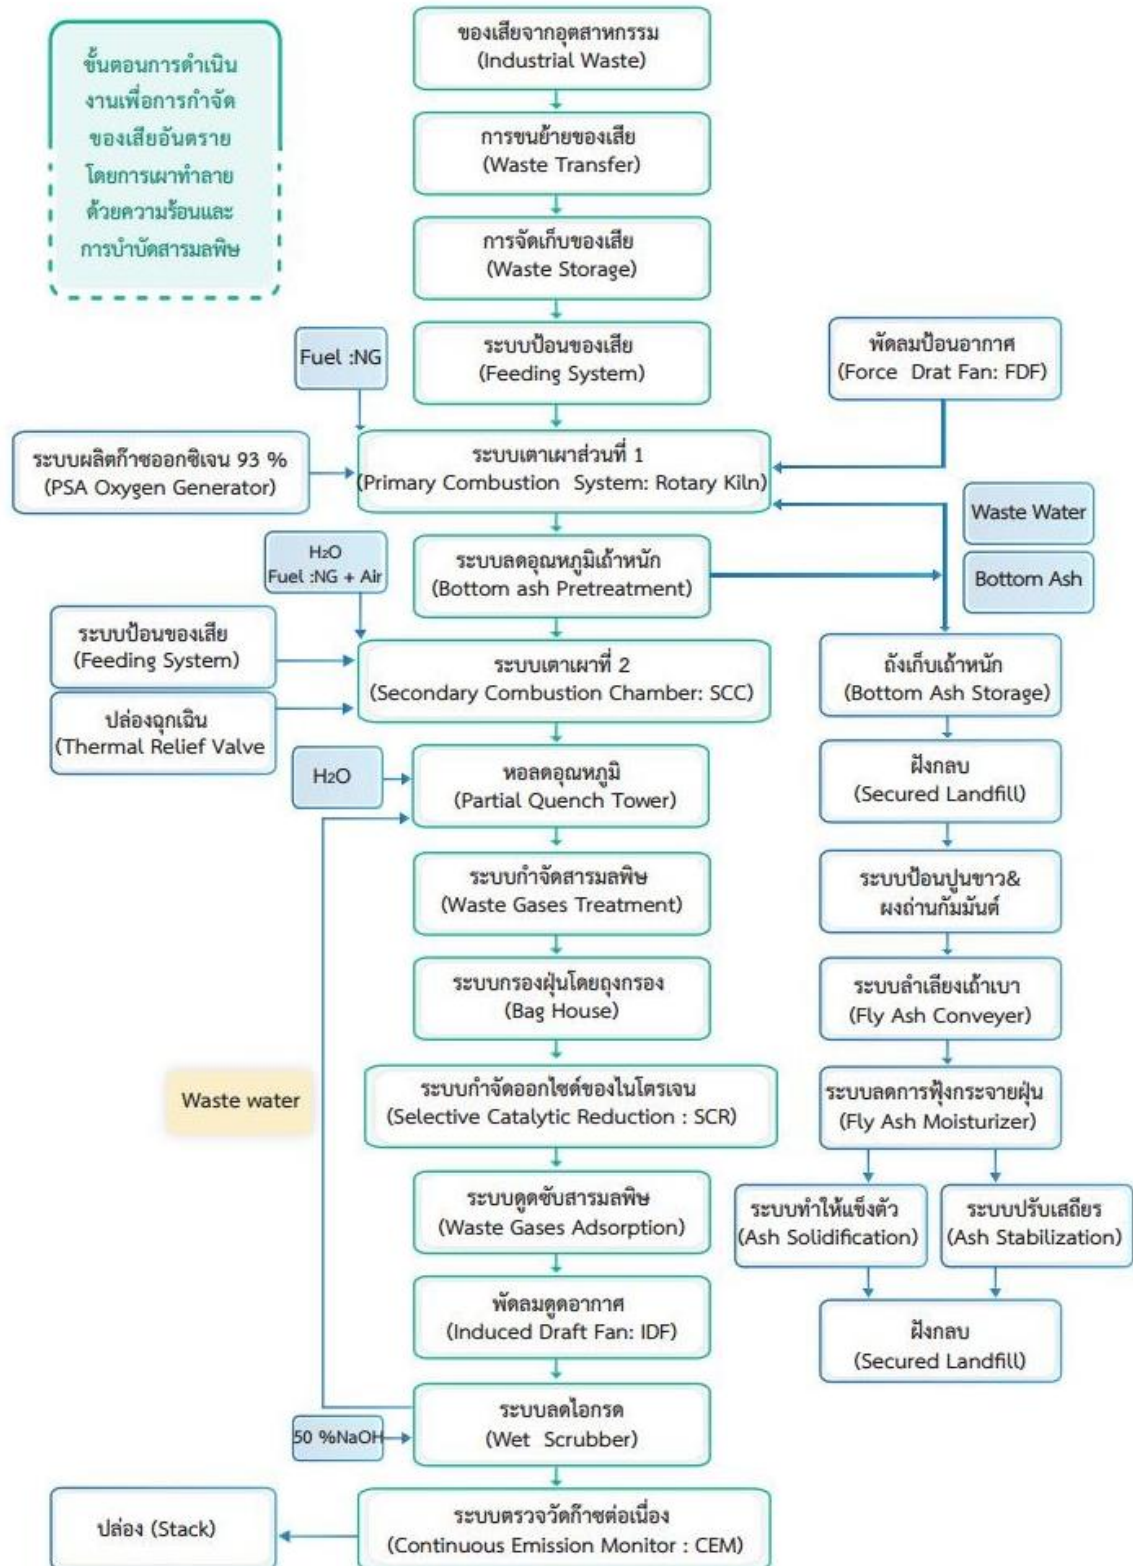 ขั้นตอนการดำเนิน
งานเพื่อการกำจัด
ของเสียอันตราย
โดยการเผาทำลาย
ด้วยความร้อนและ
การบำบัดสารมลพิษ
ของเสียจากอุตสาหกรรม
(Industrial Waste)
การขนย้ายของเสีย
(Waste Transfer)
การจัดเก็บของเสีย
(Waste Storage)
Fuel :NG
ระบบป้อนของเสีย
(Feeding System)
พัดลมป้อนอากาศ
(Force Drat Fan: FDF)
ระบบผลิตก๊าซออกซิเจน 93 %
(PSA Oxygen Generator)
ระบบเตาเผาส่วนที่ 1
(Primary Combustion System: Rotary Kiln)
Waste Water
H₂O
Fuel :NG + Air
ระบบลดอุณหภูมิเถ้าหนัก
(Bottom ash Pretreatment)
Bottom Ash
ระบบป้อนของเสีย
(Feeding System)
ระบบเตาเผาที่ 2
(Secondary Combustion Chamber: SCC)
ถังเก็บเถ้าหนัก
(Bottom Ash Storage)
ปล่องฉุกเฉิน
(Thermal Relief Valve
H₂O
หอลดอุณหภูมิ
(Partial Quench Tower)
ฝังกลบ
(Secured Landfill)
ระบบกำจัดสารมลพิษ
(Waste Gases Treatment)
ระบบป้อนปูนขาว&
ผงถ่านกัมมันต์
ระบบกรองฝุ่นโดยถุงกรอง
(Bag House)
ระบบลำเลียงเถ้าเบา
(Fly Ash Conveyer)
Waste water
ระบบกำจัดออกไซด์ของไนโตรเจน
(Selective Catalytic Reduction : SCR)
ระบบลดการฟุ้งกระจายฝุ่น
(Fly Ash Moisturizer)
ระบบดูดซับสารมลพิษ
(Waste Gases Adsorption)
ระบบทำให้แข็งตัว
(Ash Solidification)
ระบบปรับเสถียร
(Ash Stabilization)
พัดลมดูดอากาศ
(Induced Draft Fan: IDF)
ฝังกลบ
(Secured Landfill)
50 %NaOH
ระบบลดไอกรด
(Wet Scrubber)
ปล่อง (Stack)
ระบบตรวจวัดก๊าซต่อเนื่อง
(Continuous Emission Monitor : CEM)